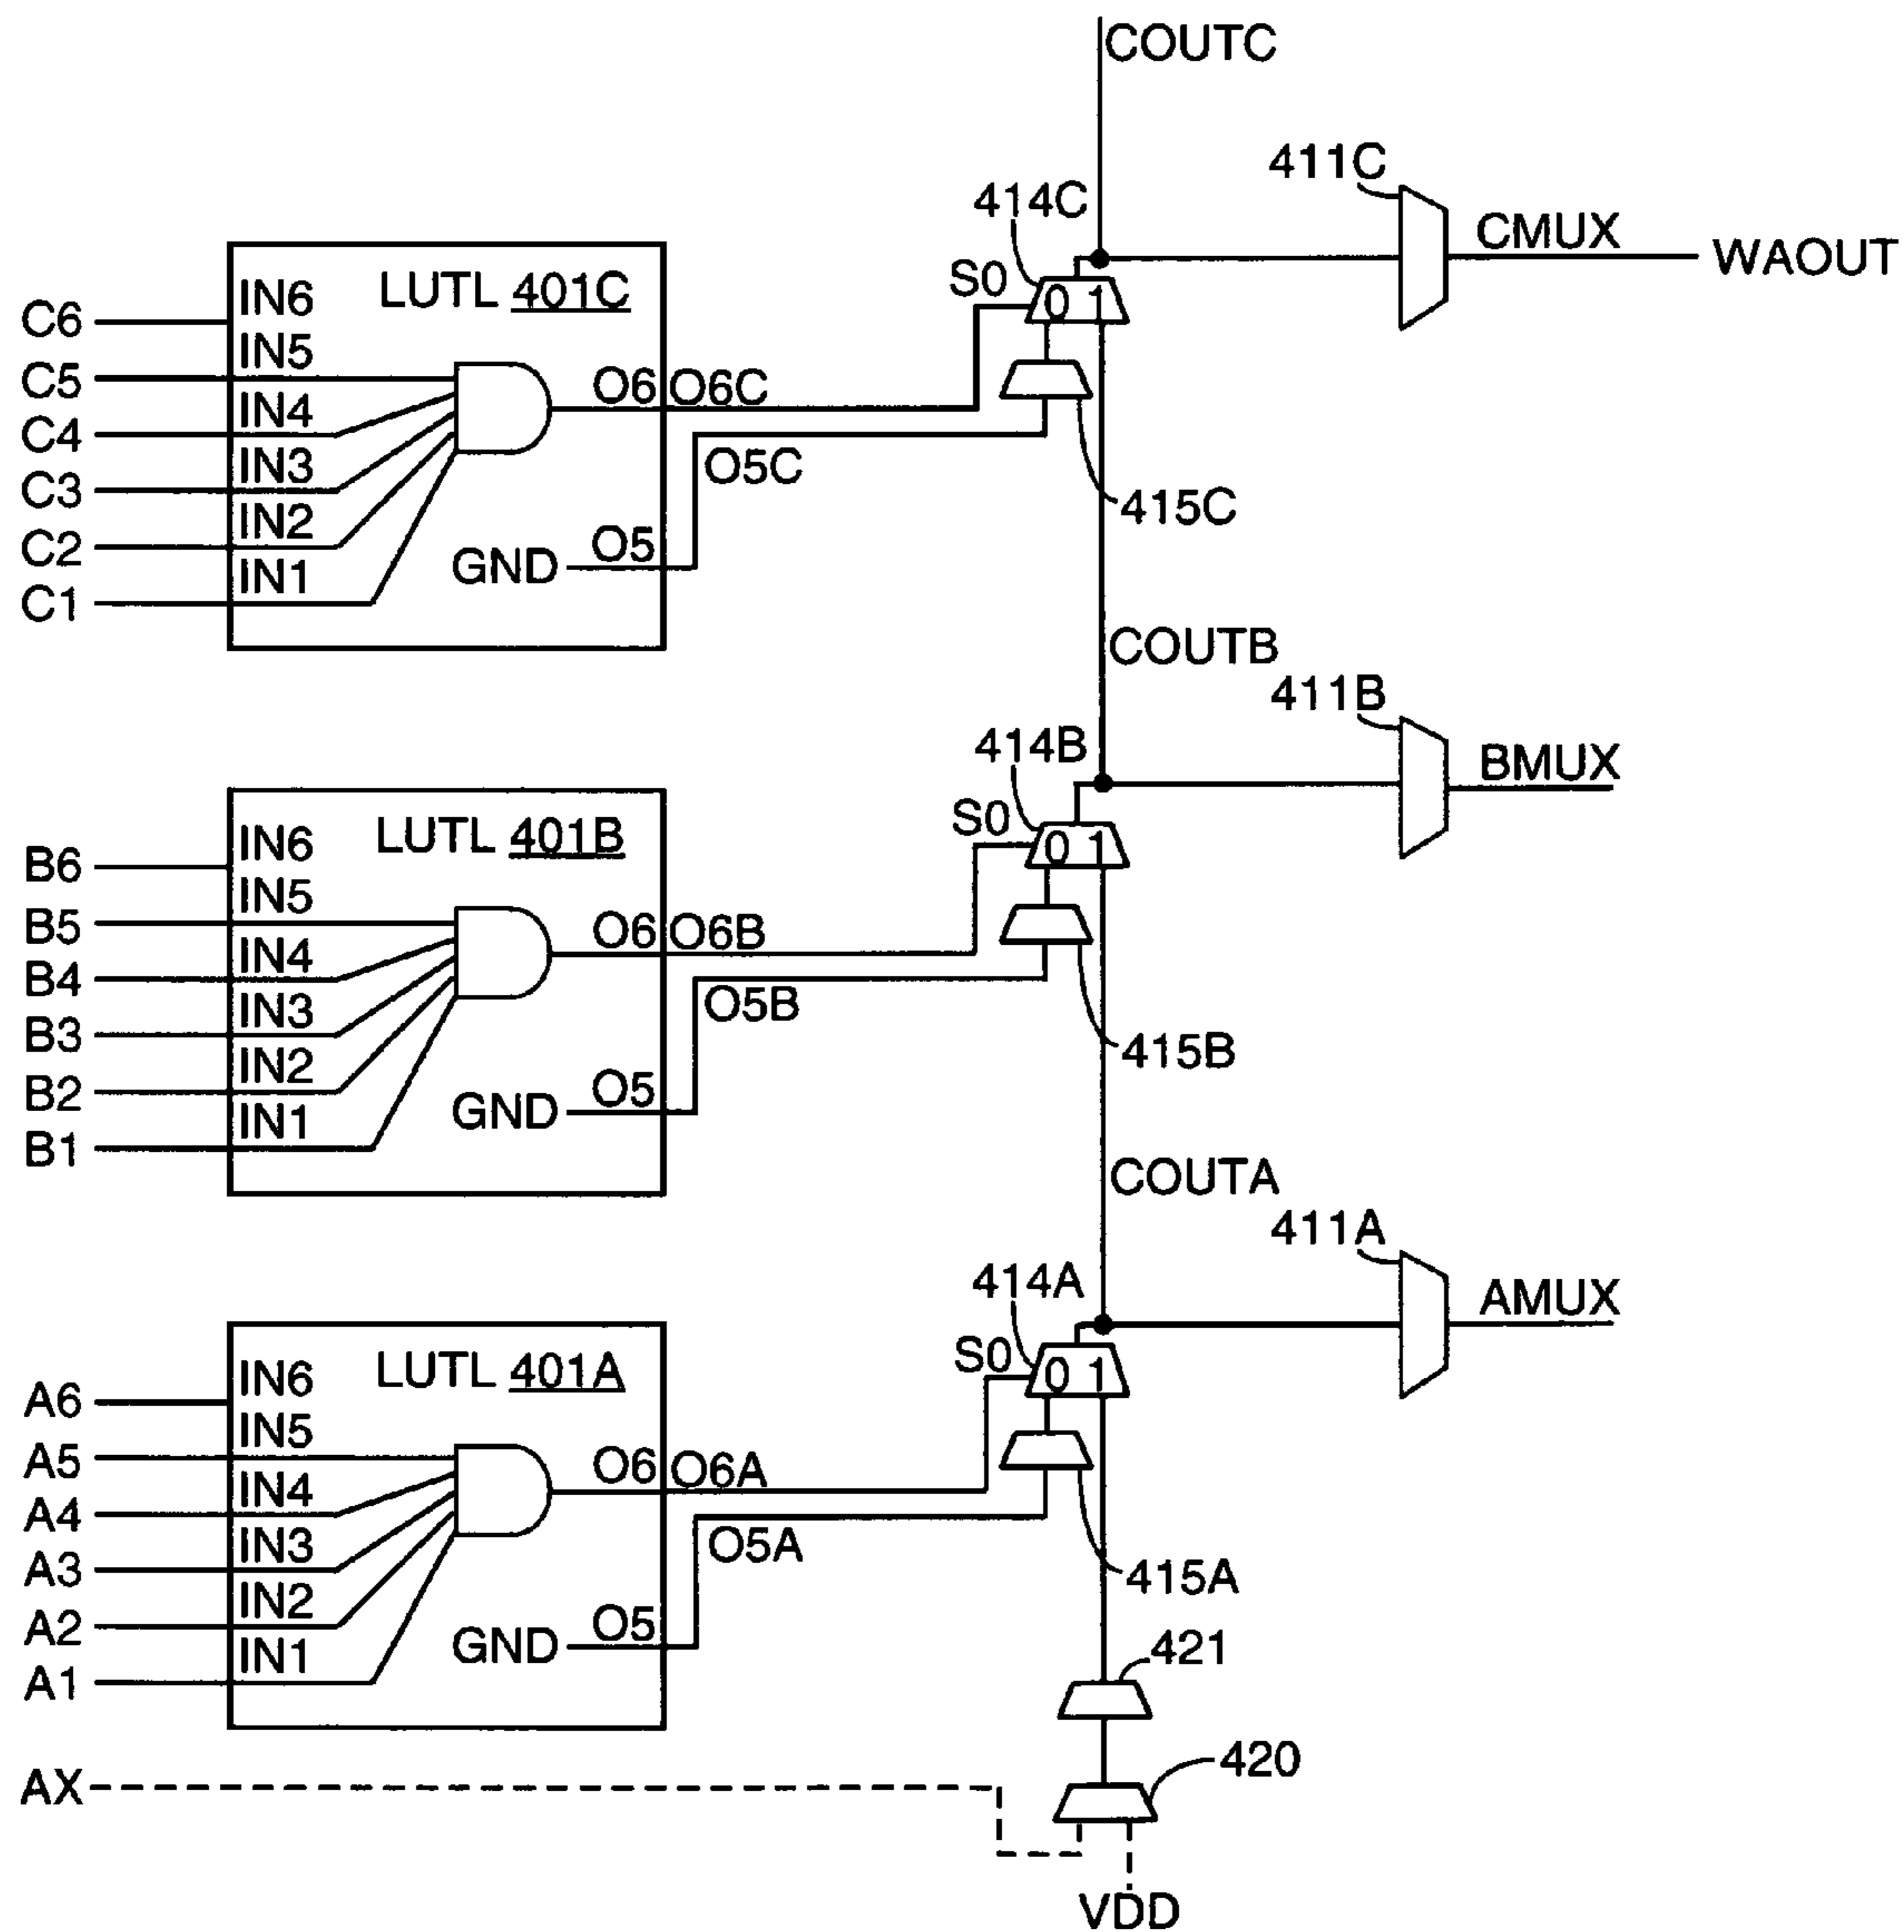 COUTC
411C
414C
CMUX
WAOUT
S0
0 1
LUTL 401C
C6
IN6
C5
IN5
C4
IN4
C3
IN3
C2
IN2
C1
IN1
O6
O6C
O5C
GND
O5
415C
COUTB
411B
414B
BMUX
S0
0 1
LUTL 401B
B6
IN6
B5
IN5
B4
IN4
B3
IN3
B2
IN2
B1
IN1
O6
O6B
O5B
GND
O5
415B
COUTA
411A
414A
AMUX
S0
0 1
LUTL 401A
A6
IN6
A5
IN5
A4
IN4
A3
IN3
A2
IN2
A1
IN1
O6
O6A
O5A
GND
O5
415A
421
420
AX
VDD